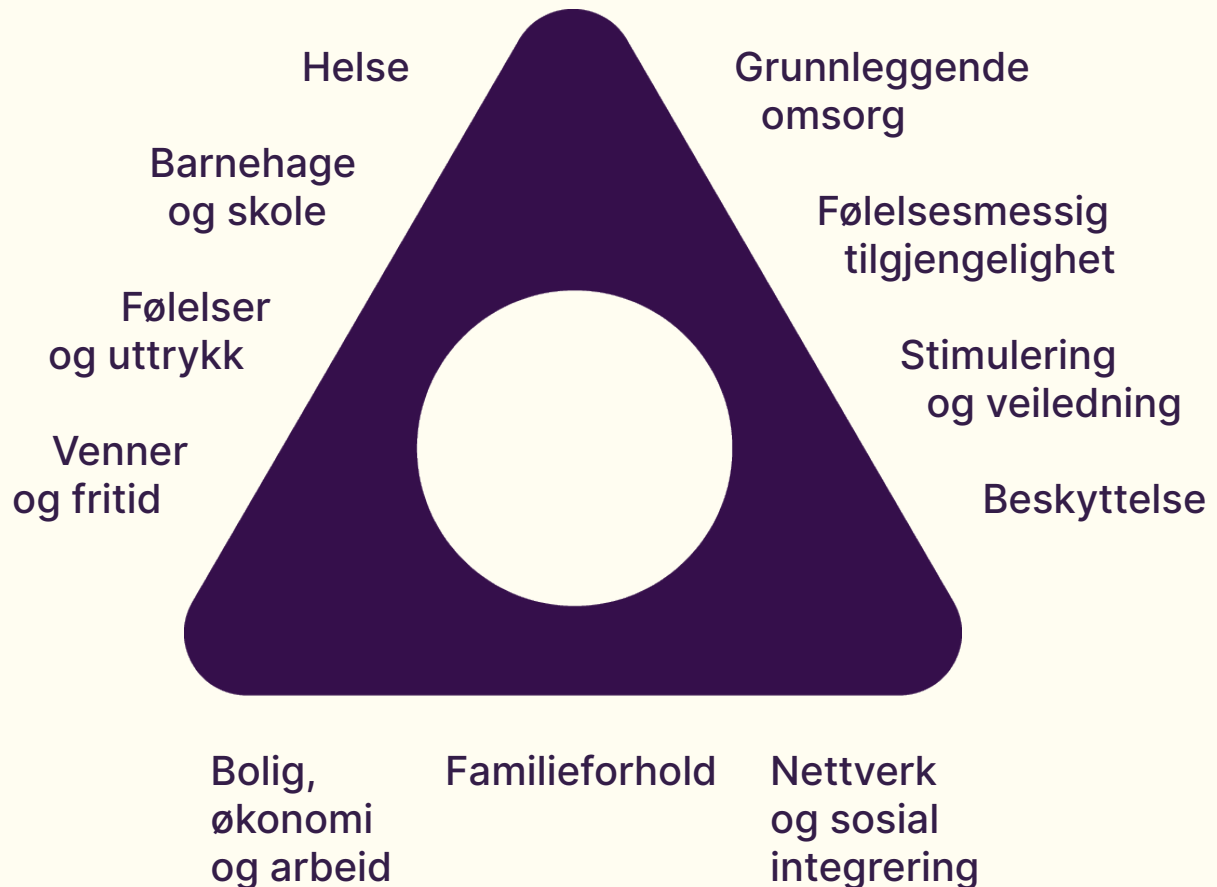 Helse
Barnehage
og skole
Følelser
og uttrykk
Venner
og fritid
Grunnleggende
omsorg
Følelsesmessig
tilgjengelighet
Stimulering
og veiledning
Beskyttelse
Bolig,
økonomi
og arbeid
Familieforhold
Nettverk
og sosial
integrering